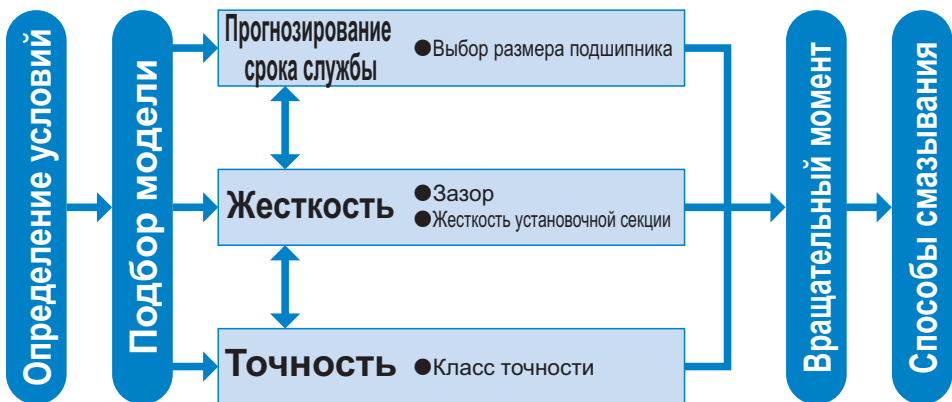 Определение условий
Подбор модели
Прогнозирование
срока службы
●Выбор размера подшипника
Жесткость
●Зазор
●Жесткость установочной секции
Точность
●Класс точности
Вращательный момент
Способы смазывания